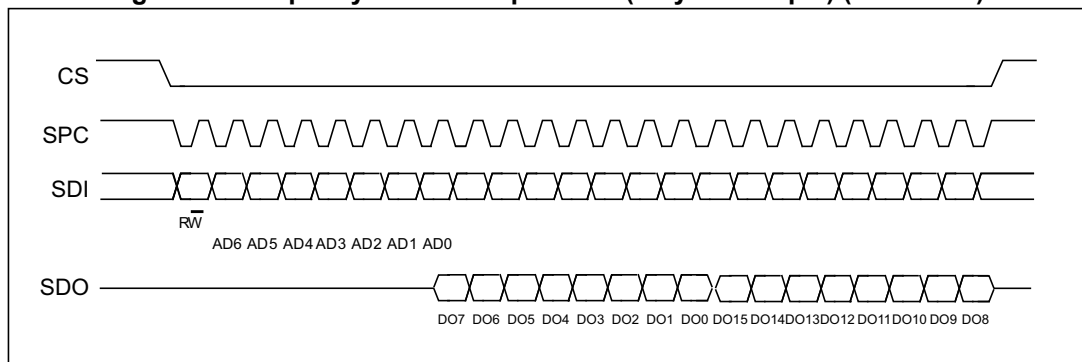 CS
SPC
SDI
RW
AD6 AD5 AD4 AD3 AD2 AD1 AD0
SDO
DO7 DO6 DO5 DO4 DO3 DO2 DO1 DO0 DO15 DO14 DO13 DO12 DO11 DO10 DO9 DO8